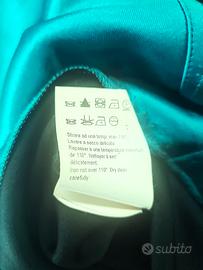 Stirare ad una temp. max 110°
Lavare a secco delicato
Repasser à une température maximum
de 110°. Nettoyer à sec
délicatement.
Iron not over 110°. Dry clean
carefully
subito